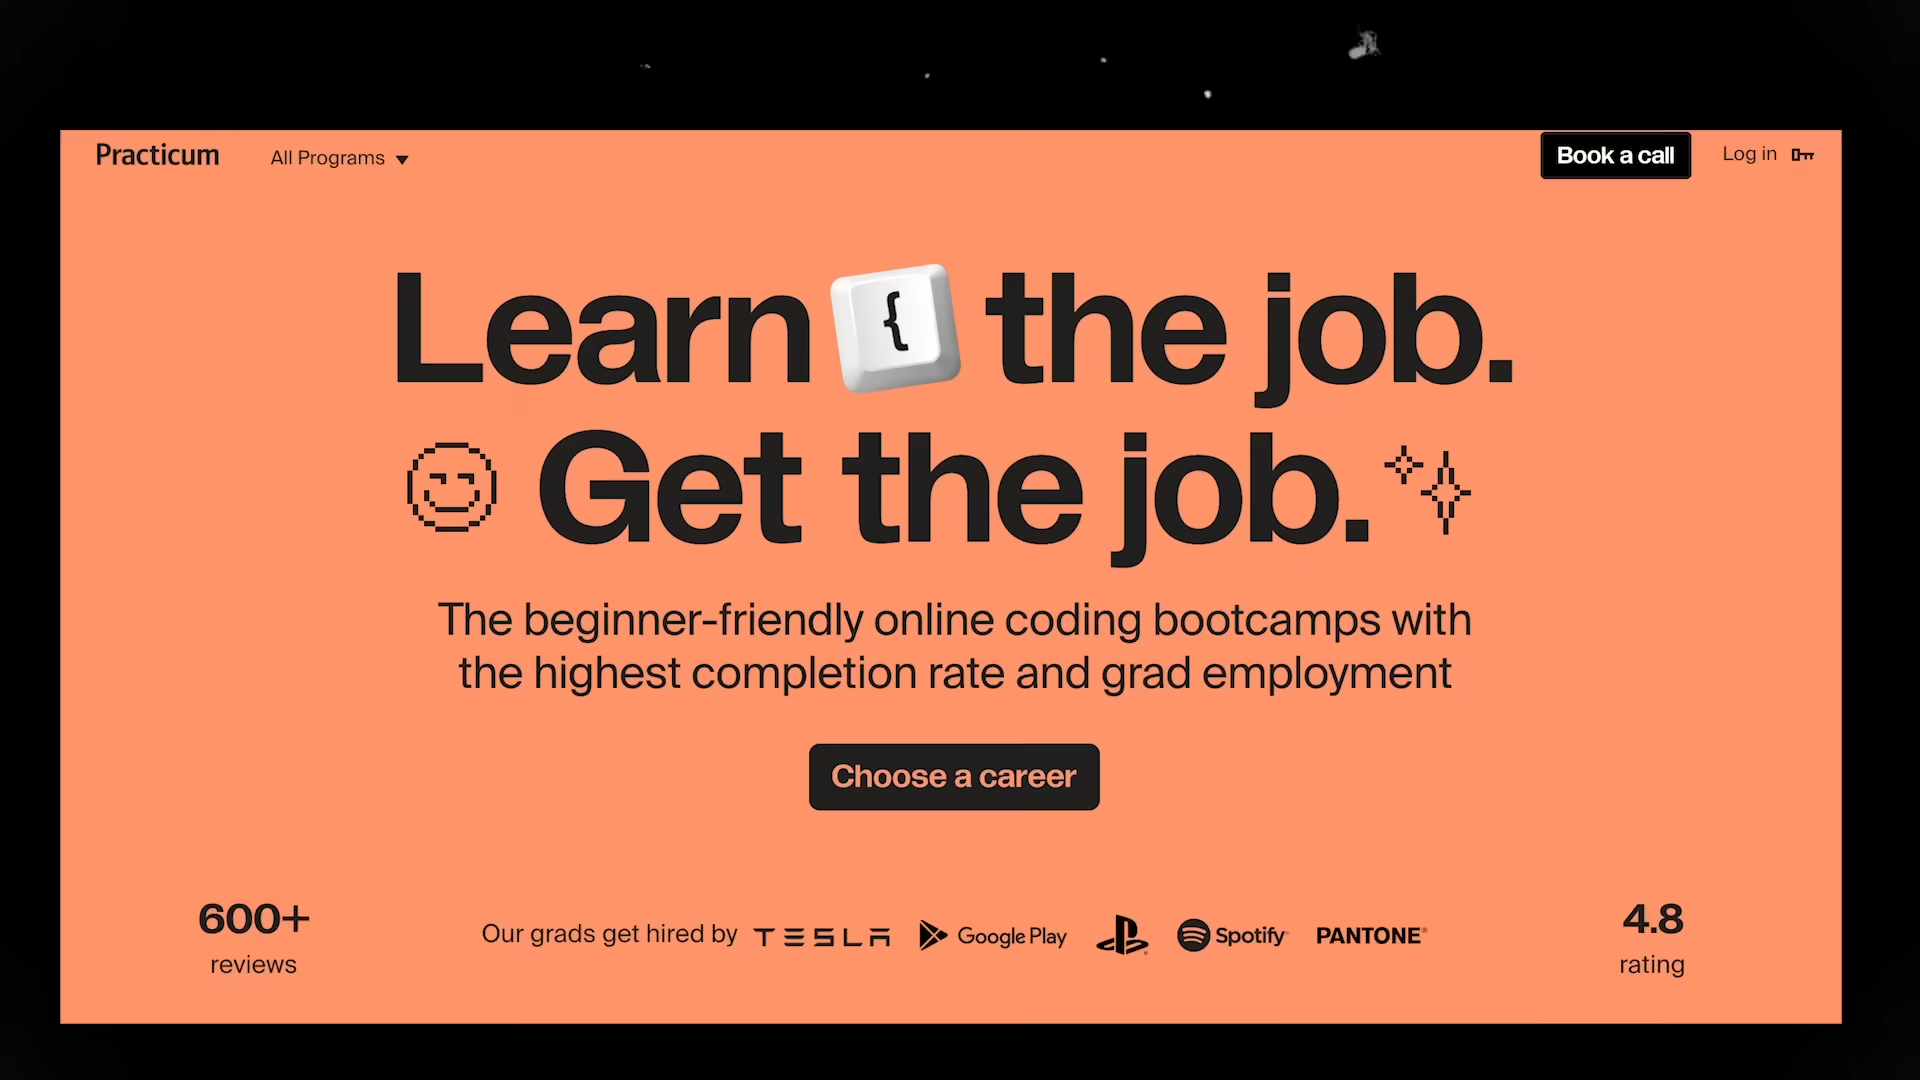 Practicum
All Programs
Book a call
Log in
Learn { the job.
Get the job.
The beginner-friendly online coding bootcamps with
the highest completion rate and grad employment
Choose a career
600+
reviews
Our grads get hired by TESLA Google Play Spotify PANTONE®
4.8
rating